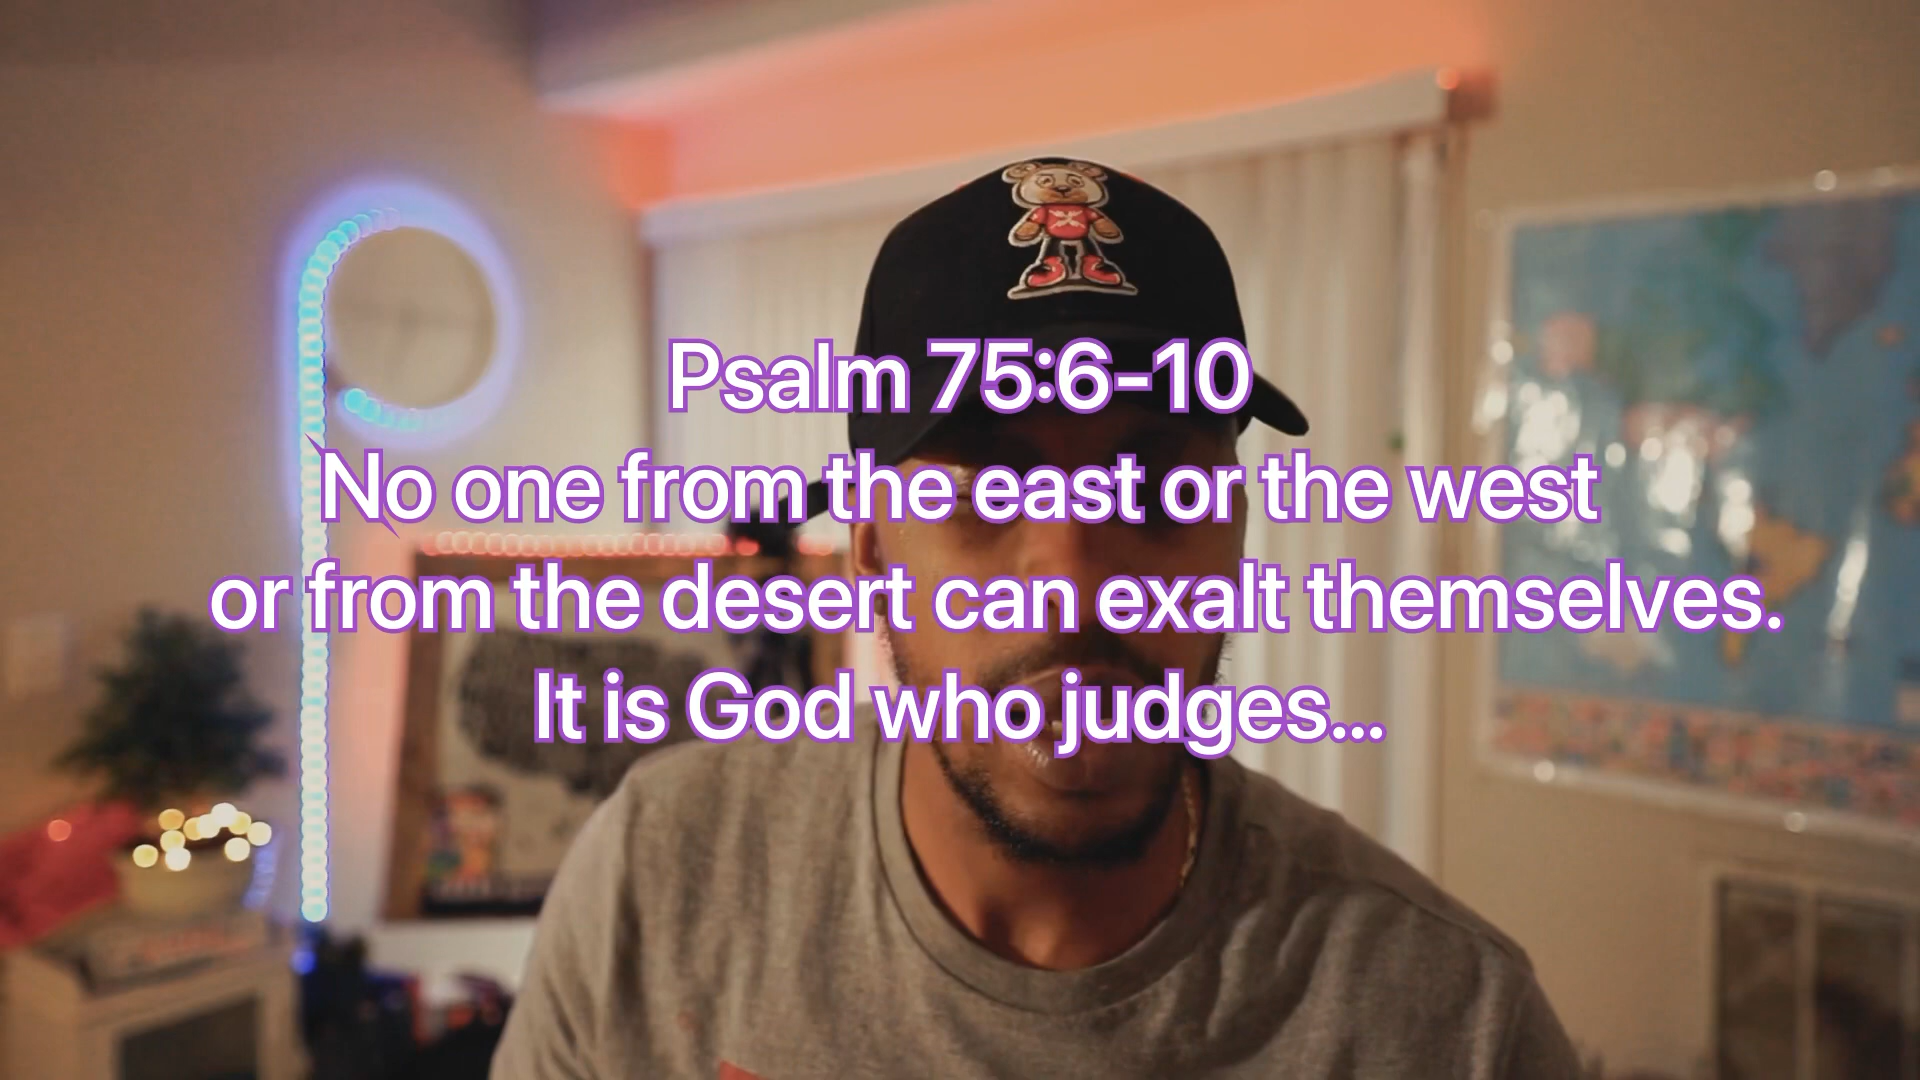 Psalm 75:6-10
No one from the east or the west
or from the desert can exalt themselves.
It is God who judges...